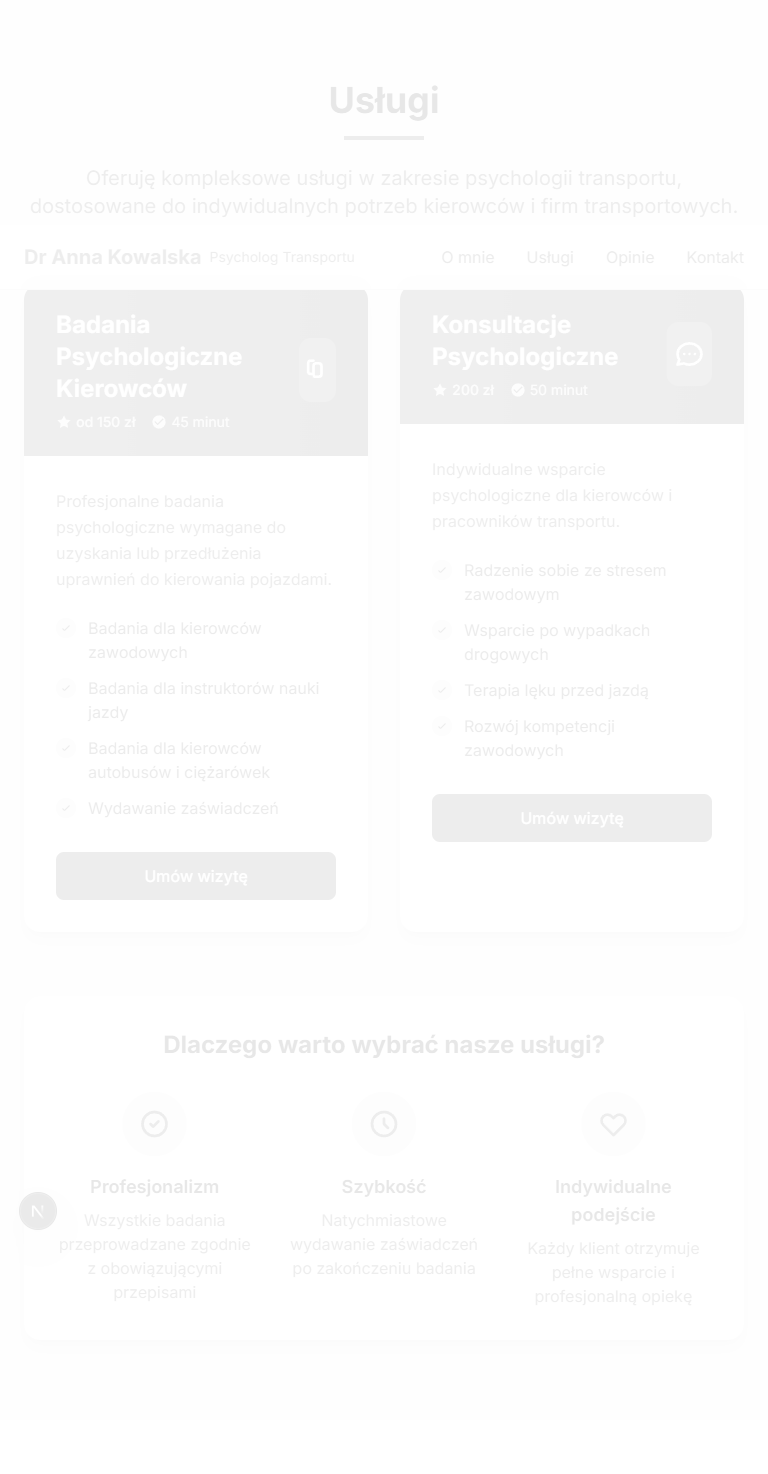 Usługi
Oferuję kompleksowe usługi w zakresie psychologii transportu,
dostosowane do indywidualnych potrzeb kierowców i firm transportowych.
Dr Anna Kowalska Psycholog Transportu
O mnie
Usługi
Opinie
Kontakt
Badania
Psychologiczne
Kierowców
od 150 zł 45 minut
Profesjonalne badania
psychologiczne wymagane do
uzyskania lub przedłużenia
uprawnień do kierowania pojazdami.
Badania dla kierowców
zawodowych
Badania dla instruktorów nauki
jazdy
Badania dla kierowców
autobusów i ciężarówek
Wydawanie zaświadczeń
Umów wizytę
Konsultacje
Psychologiczne
200 zł 50 minut
Indywidualne wsparcie
psychologiczne dla kierowców i
pracowników transportu.
Radzenie sobie ze stresem
zawodowym
Wsparcie po wypadkach
drogowych
Terapia lęku przed jazdą
Rozwój kompetencji
zawodowych
Umów wizytę
Dlaczego warto wybrać nasze usługi?
Profesjonalizm
Wszystkie badania
przeprowadzane zgodnie
z obowiązującymi
przepisami
Szybkość
Natychmiastowe
wydawanie zaświadczeń
po zakończeniu badania
Indywidualne
podejście
Każdy klient otrzymuje
pełne wsparcie i
profesjonalną opiekę
N